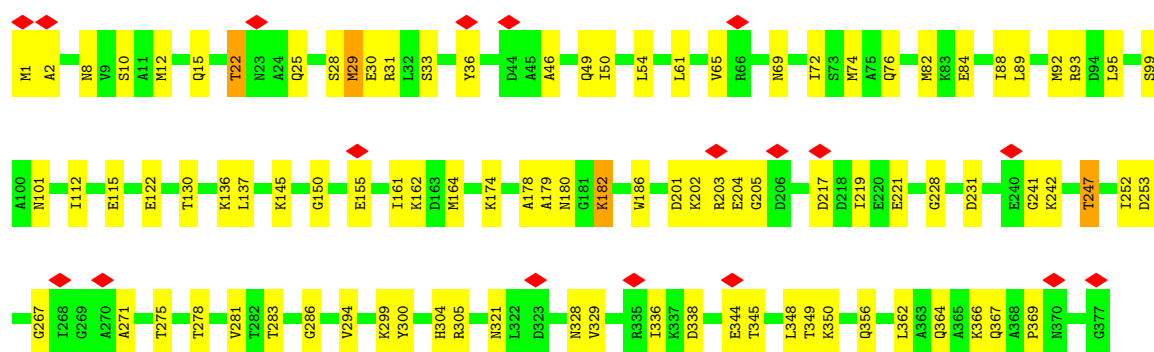 M1 A2 N8 V9 S10 A11 M12 Q15 T22 N23 A24 Q25 S28 M29 E30 R31 L32 S33 Y36 D44 A45 A46 Q49 I50 L54 L61 V65 R66 N69 I72 S73 M74 A75 Q76 M82 K83 E84 I88 L89 M92 R93 D94 L95 S99
A100 N101 I112 E115 E122 T130 K136 L137 K145 G150 E155 I161 K162 D163 M164 K174 A178 A179 N180 G181 K182 W186 D201 K202 R203 E204 G205 D206 D217 D218 I219 E220 E221 G228 D231 E240 G241 K242 T247 I252 D253
G267 I268 G269 A270 A271 T275 T278 V281 T282 T283 G286 V294 K299 Y300 H304 R305 N321 L322 D323 N328 V329 R335 I336 K337 D338 E344 T345 L348 T349 K350 Q356 L362 A363 Q364 A365 K366 Q367 A368 P369 N370 G377